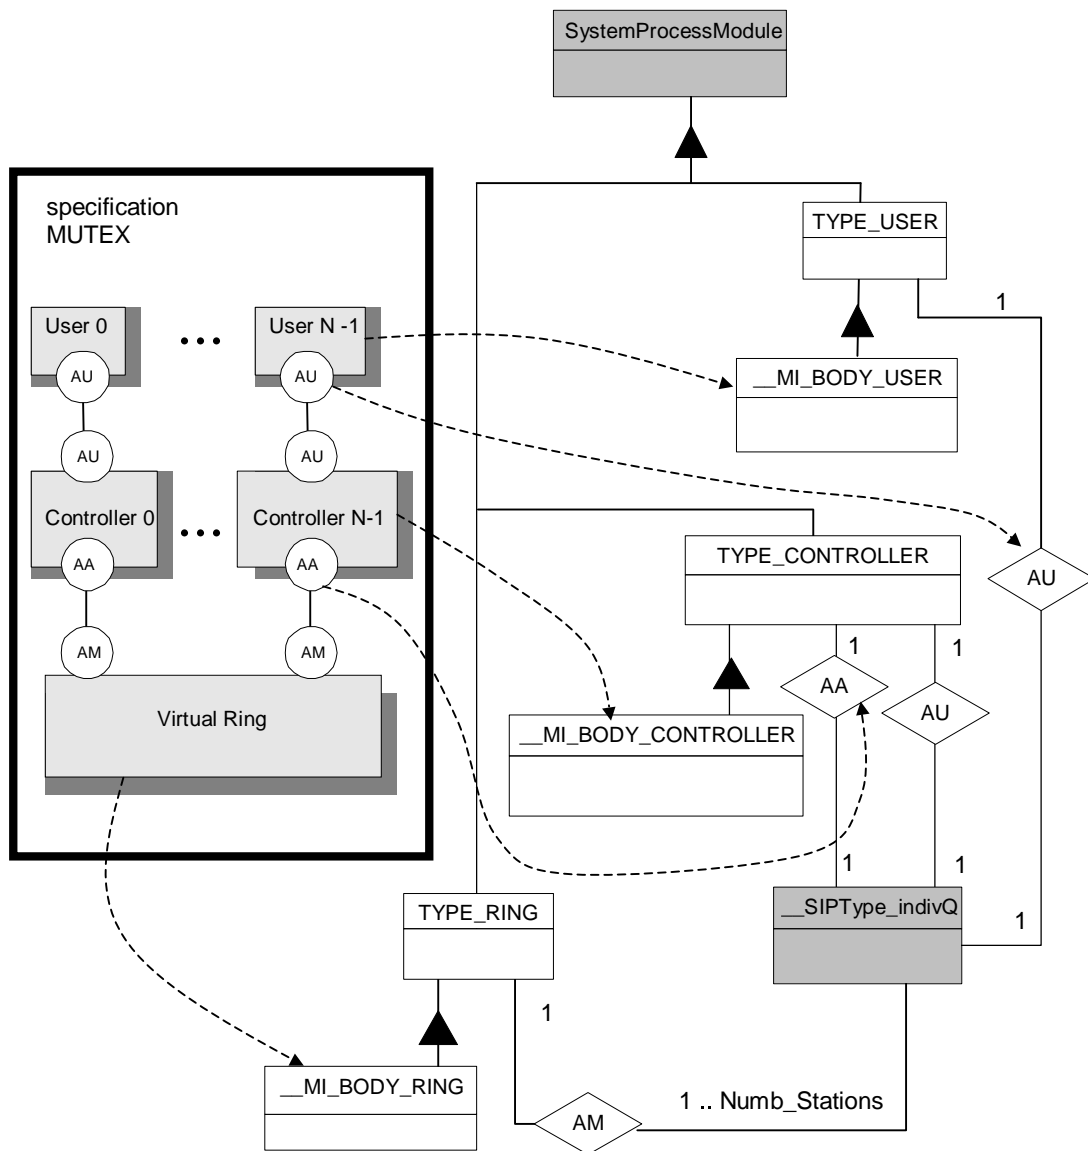 SystemProcessModule
specification
MUTEX
TYPE_USER
User 0
•••
User N -1
1
AU
AU
__MI_BODY_USER
AU
AU
Controller 0
•••
Controller N-1
TYPE_CONTROLLER
AA
AA
AU
1
1
AM
AM
AA
AU
Virtual Ring
__MI_BODY_CONTROLLER
1
1
TYPE_RING
__SIPType_indivQ
1
1
__MI_BODY_RING
1 .. Numb_Stations
AM